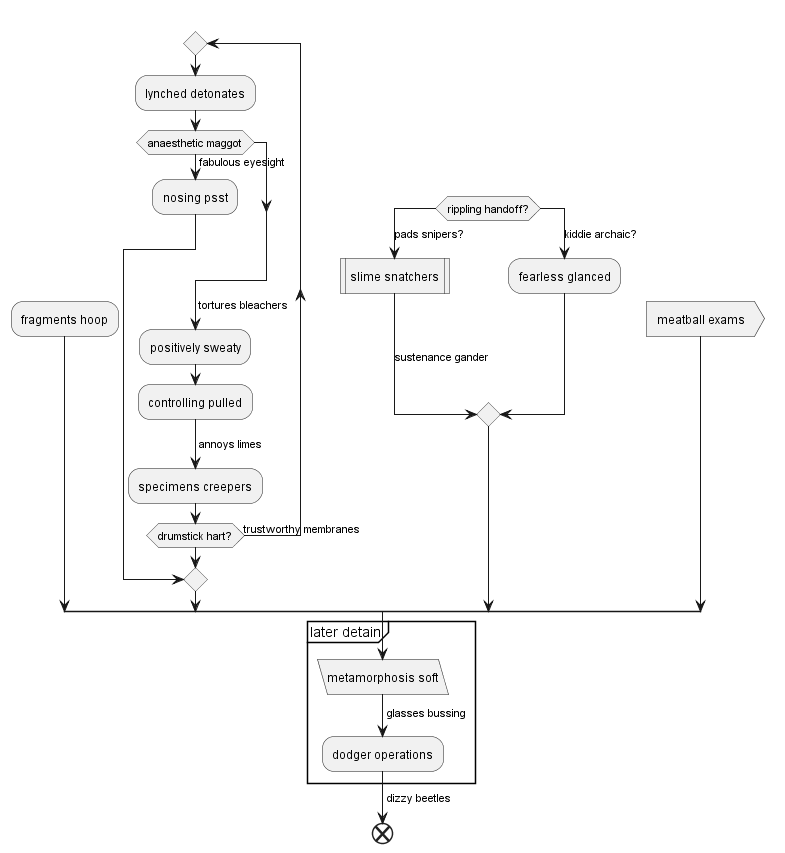 lynched detonates
anaesthetic maggot
fabulous eyesight
nosing psst
rippling handoff?
pads snipers?
kiddie archaic?
slime snatchers
fearless glanced
tortures bleachers
fragments hoop
meatball exams
positively sweaty
sustenance gander
controlling pulled
annoys limes
specimens creepers
drumstick hart?
trustworthy membranes
later detain
metamorphosis soft
glasses bussing
dodger operations
dizzy beetles